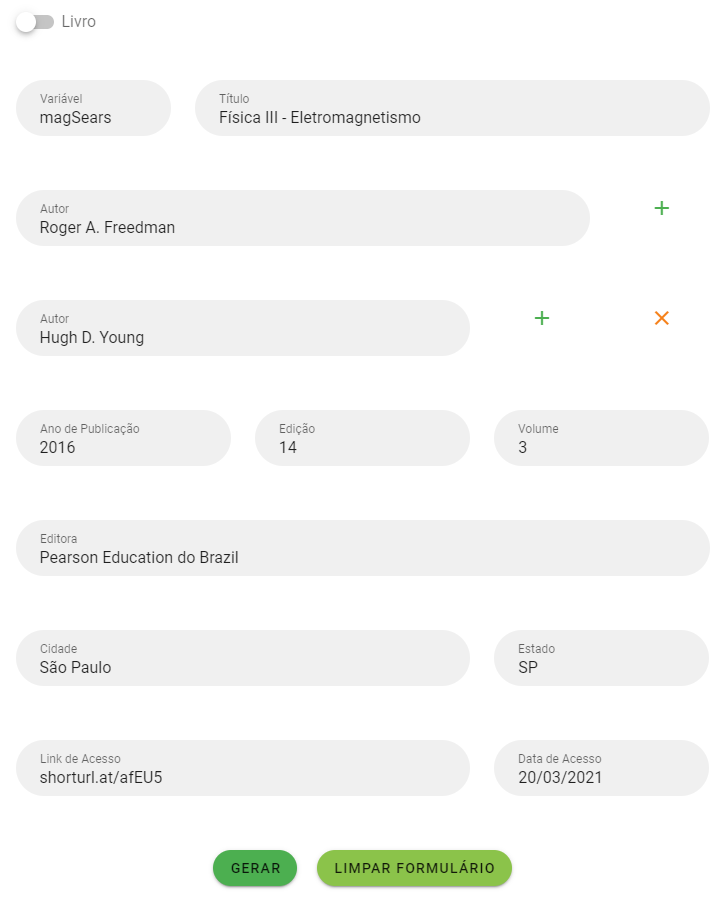 Livro
Variável
magSears
Título
Física III - Eletromagnetismo
Autor
Roger A. Freedman
Autor
Hugh D. Young
Ano de Publicação
2016
Edição
14
Volume
3
Editora
Pearson Education do Brazil
Cidade
São Paulo
Estado
SP
Link de Acesso
shorturl.at/afEU5
Data de Acesso
20/03/2021
GERAR
LIMPAR FORMULÁRIO